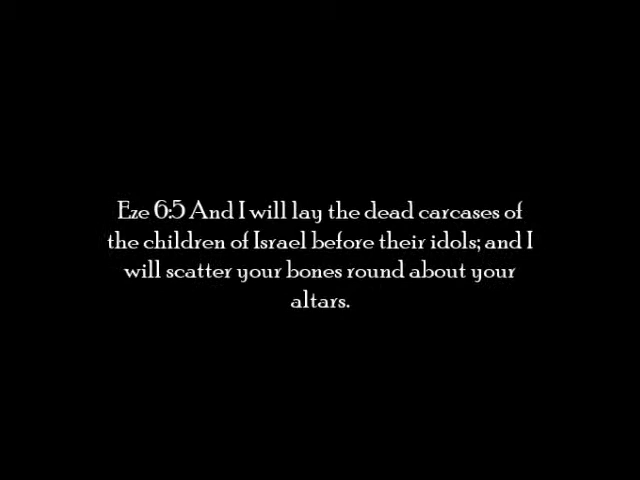 Eze 6:5 And I will lay the dead carcases of
the children of Israel before their idols; and I
will scatter your bones round about your
altars.